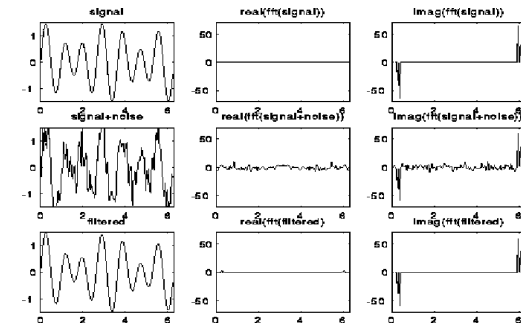 signal
real(fft(signal))
imag(fft(signal))
1
0
-1
0 2 4 6
50
0
-50
0 2 4 6
50
0
-50
0 2 4 6
signal+noise
real(fft(signal+noise))
imag(fft(signal+noise))
1
0
-1
0 2 4 6
50
0
-50
0 2 4 6
50
0
-50
0 2 4 6
filtered
real(fft(filtered))
imag(fft(filtered))
1
0
-1
0 2 4 6
50
0
-50
0 2 4 6
50
0
-50
0 2 4 6